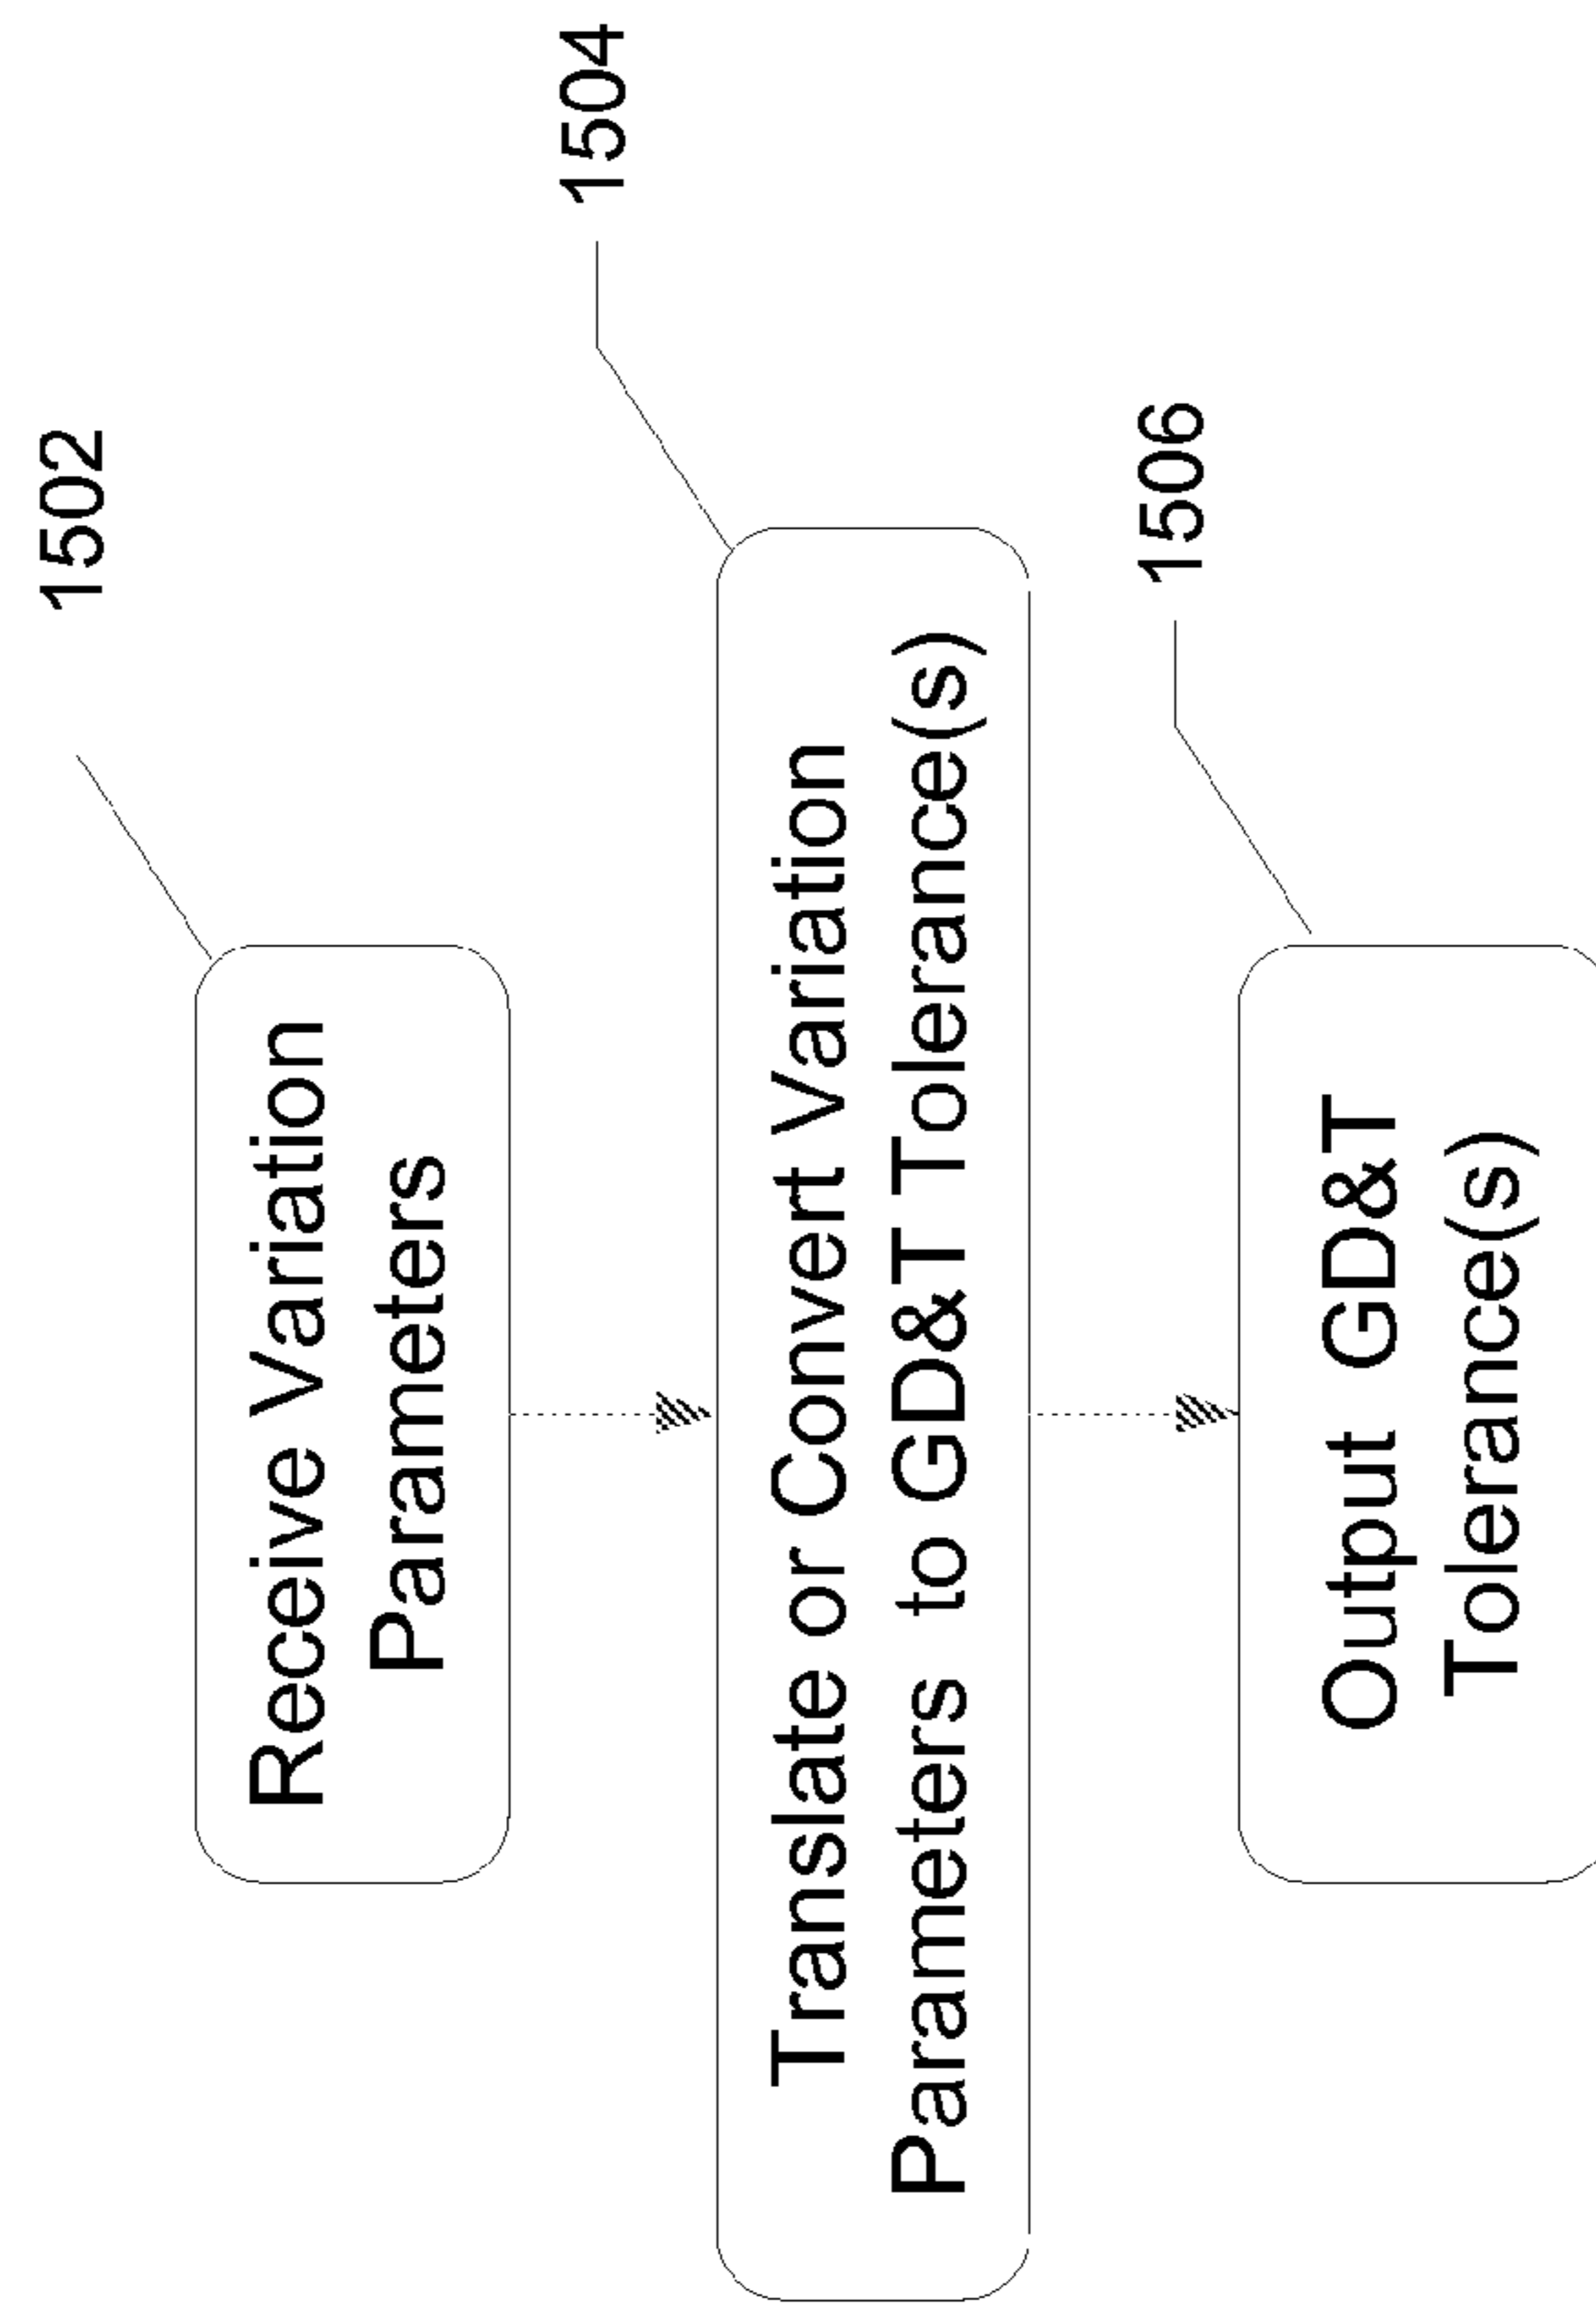 1502
Receive Variation
Parameters
1504
Translate or Convert Variation
Parameters to GD&T Tolerance(s)
1506
Output GD&T
Tolerance(s)